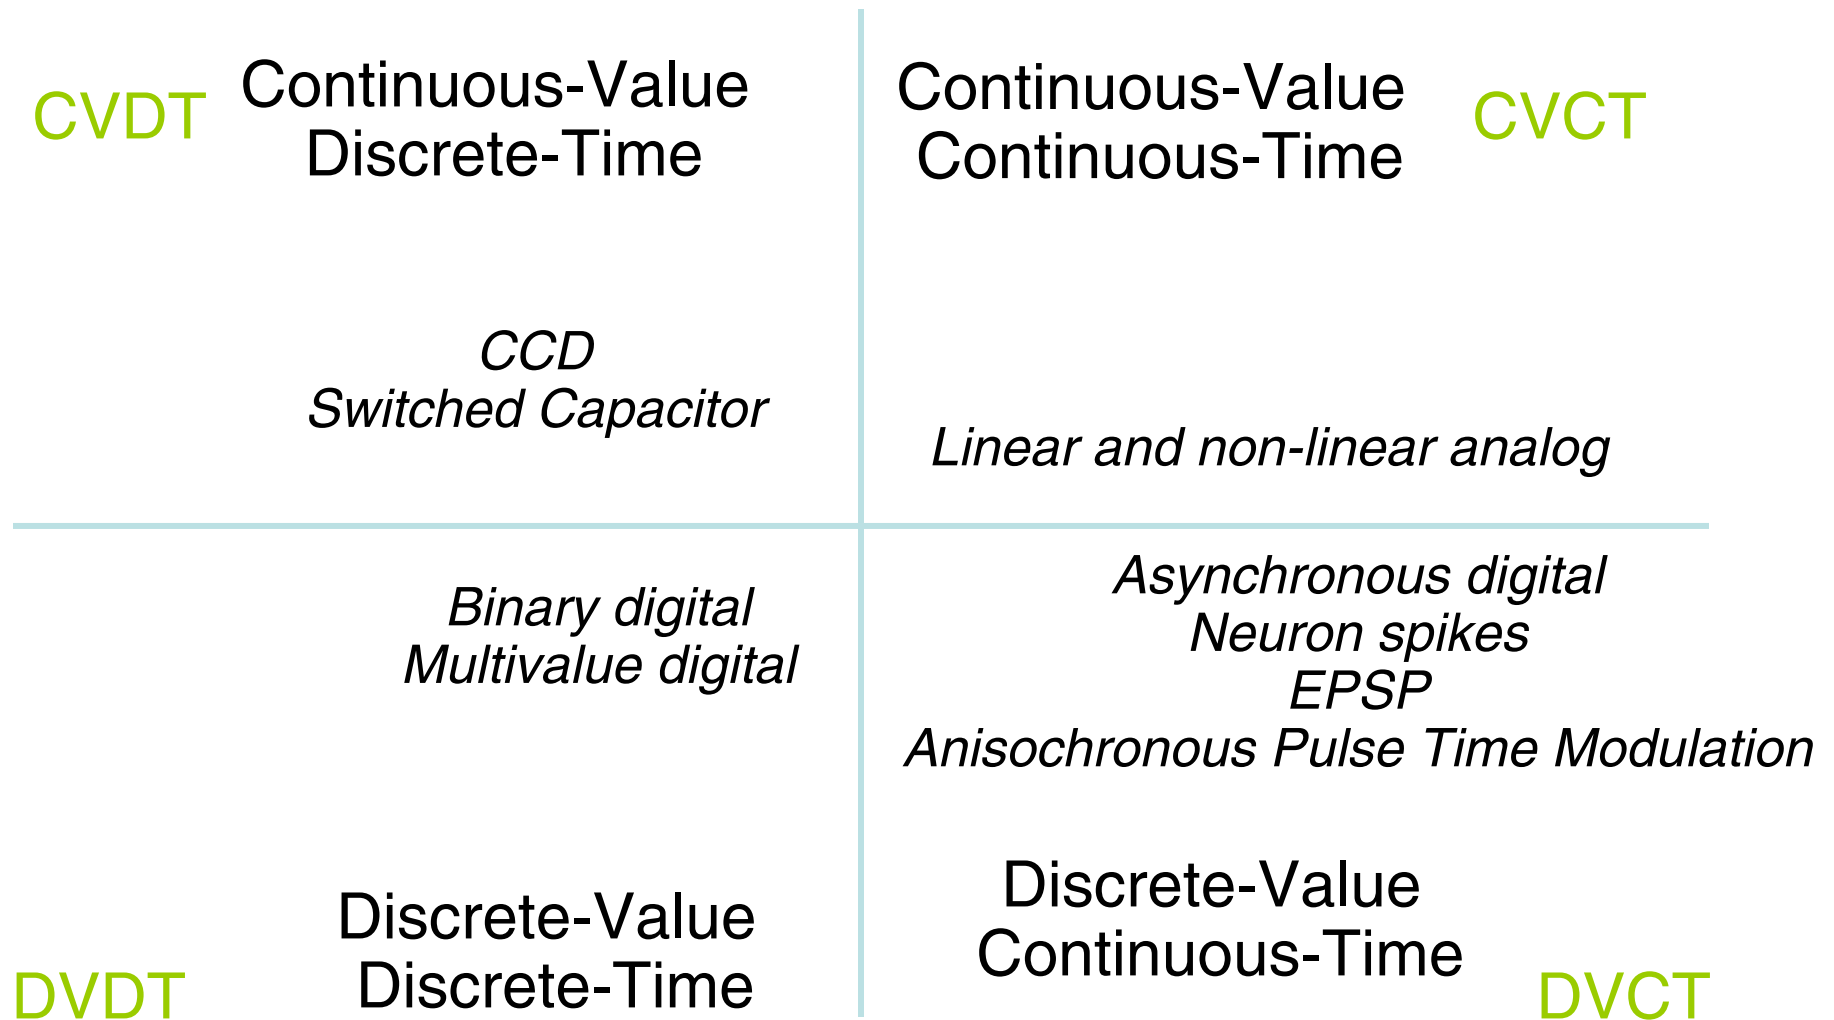 CVDT
Continuous-Value
Discrete-Time
CCD
Switched Capacitor
Continuous-Value
Continuous-Time
CVCT
Linear and non-linear analog
Binary digital
Multivalue digital
Discrete-Value
Discrete-Time
DVDT
Asynchronous digital
Neuron spikes
EPSP
Anisochronous Pulse Time Modulation
Discrete-Value
Continuous-Time
DVCT